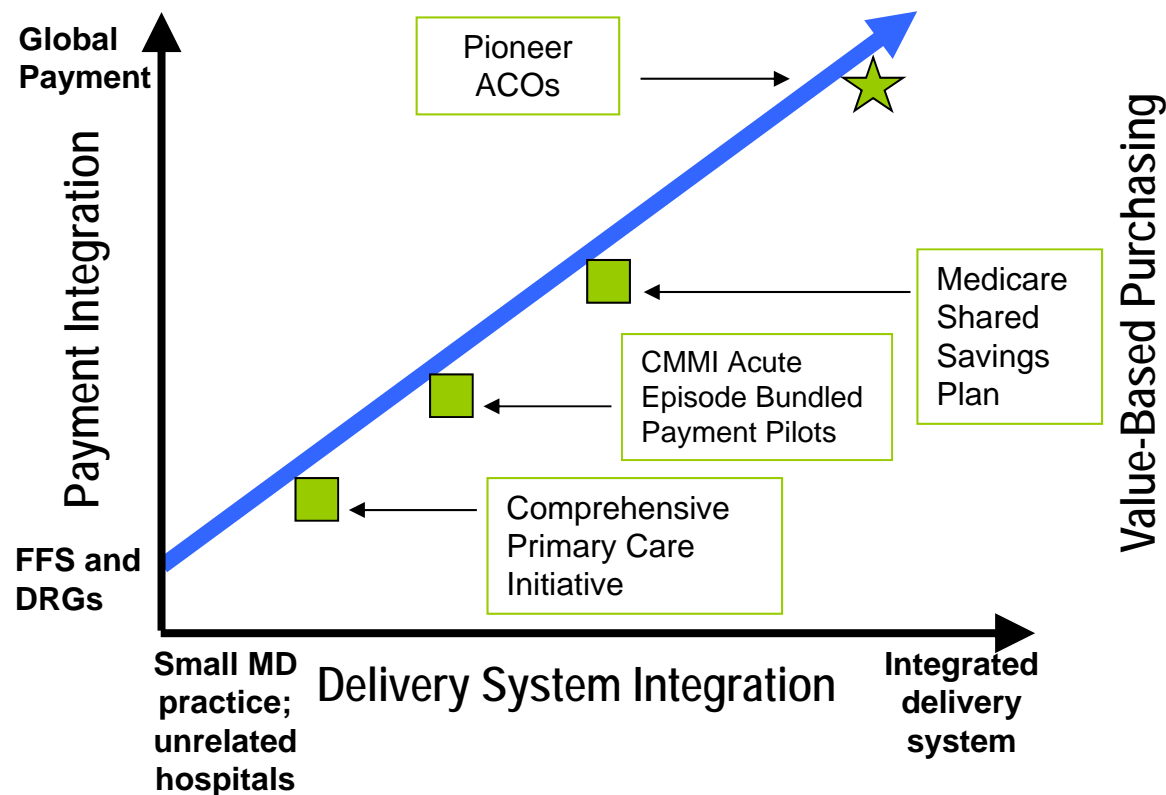 Global
Payment
Pioneer
ACOs
Payment Integration
Value-Based Purchasing
Medicare
Shared
Savings
Plan
CMMI Acute
Episode Bundled
Payment Pilots
Comprehensive
Primary Care
Initiative
FFS and
DRGs
Small MD
practice;
unrelated
hospitals
Delivery System Integration
Integrated
delivery
system